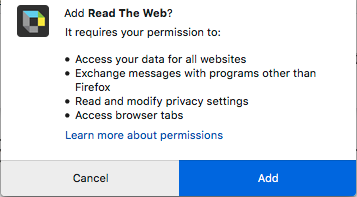 Add Read The Web?
It requires your permission to:
• Access your data for all websites
• Exchange messages with programs other than
Firefox
• Read and modify privacy settings
• Access browser tabs
Learn more about permissions
Cancel
Add